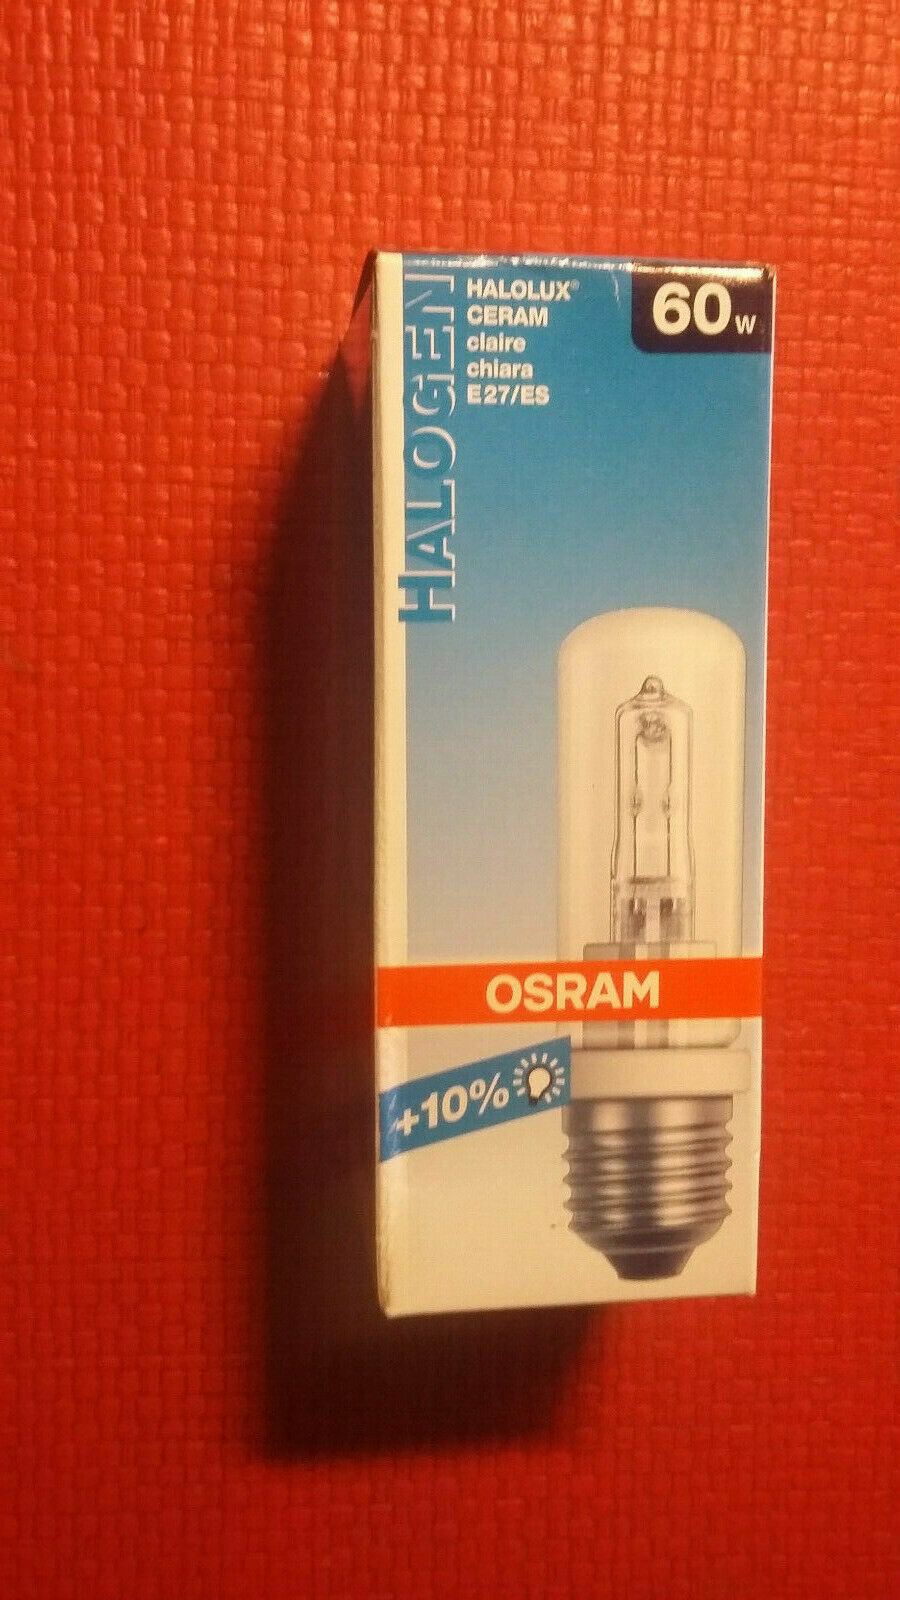 HALOGEN
HALOLUX®
CERAM
claire
chiara
E27/ES
60 W
OSRAM
+10%